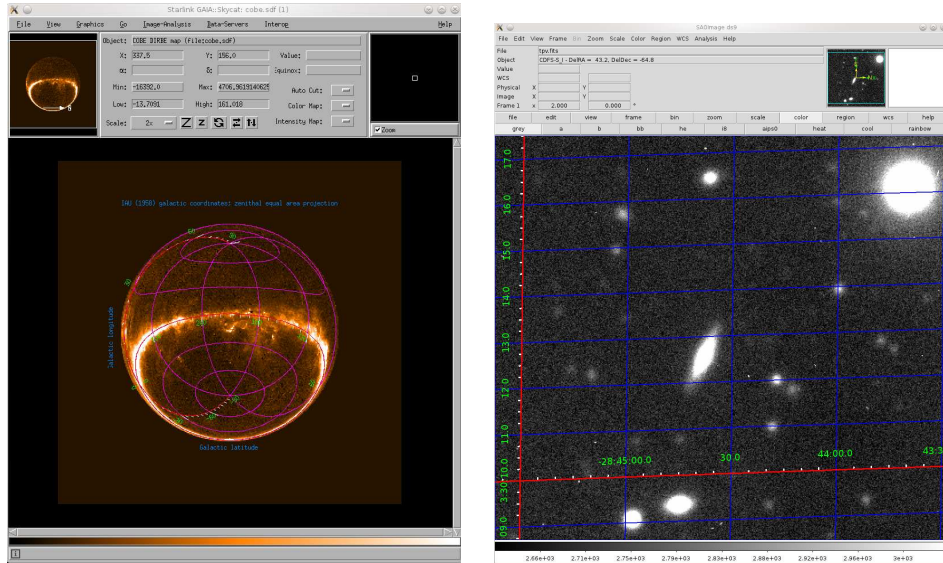 Starlink GAIA::Skycat: cobe.sdf (1)
File View Graphics Go Image-Analysis Data-Servers Interop Help
Object: COBE DIRBE map (file:cobe.sdf)
X: 337.5 Y: 156.0 Value:
α: δ: Equinox:
Min: -16392.0 Max: 4706.9619140625 Auto Cut:
Low: -13.7091 High: 161.018 Color Map:
Scale: 2x Z z Intensity Map:
Zoom
IAU (1958) galactic coordinates: zenithal equal area projection
Galactic longitude
Galactic latitude
SAOImage ds9
File Edit View Frame Bin Zoom Scale Color Region WCS Analysis Help
File tpv.fits
Object CDFS-S_I - DelRA = 43.2, DelDec = -64.8
Value
WCS
Physical X Y
Image X Y
Frame 1 x 2.000 0.000 °
file edit view frame bin zoom scale color region wcs help
grey a b bb he i8 aips0 heat cool rainbow
17.0
16.0
15.0
14.0
13.0
12.0
11.0
-28:45:00.0 30.0 44:00.0 43:3
3:30:10.0
09.0
2.66e+03 2.71e+03 2.75e+03 2.79e+03 2.83e+03 2.88e+03 2.92e+03 2.96e+03 3e+03